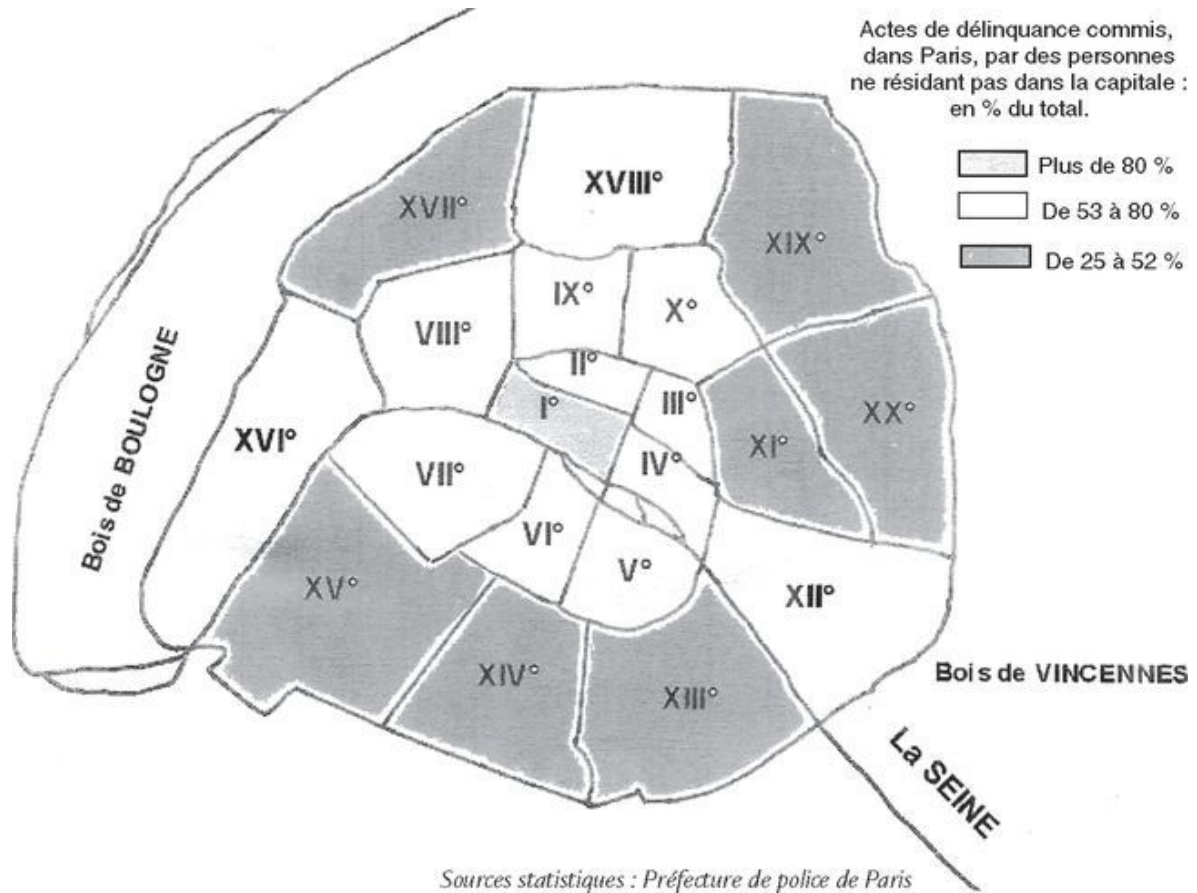 Actes de délinquance commis,
dans Paris, par des personnes
ne résidant pas dans la capitale :
en % du total.
Plus de 80 %
De 53 à 80 %
De 25 à 52 %
XVIII°
XVII°
XIX°
IX°
X°
VIII°
II°
I°
III°
XX°
XI°
XVI°
IV°
VII°
VI°
V°
XV°
XII°
XIV°
XIII°
Bois de BOULOGNE
Bois de VINCENNES
La SEINE
Sources statistiques : Préfecture de police de Paris